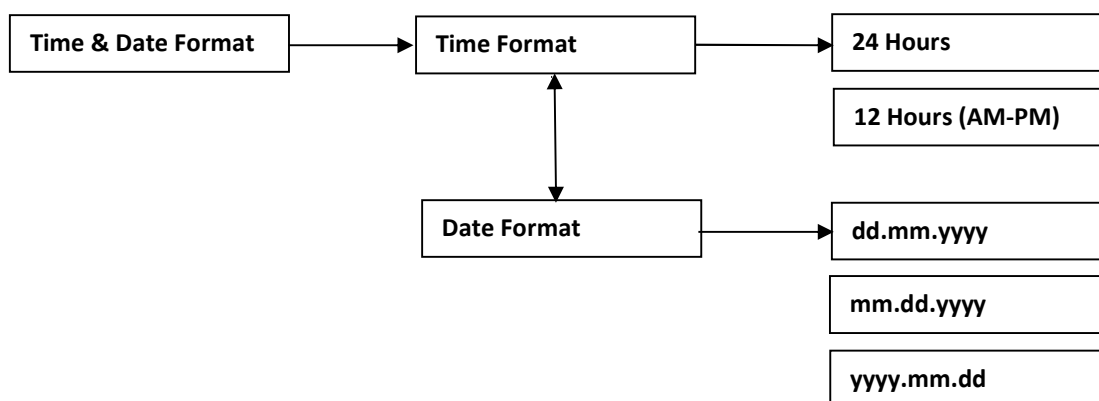 Time & Date Format
Time Format
24 Hours
12 Hours (AM-PM)
Date Format
dd.mm.yyyy
mm.dd.yyyy
yyyy.mm.dd